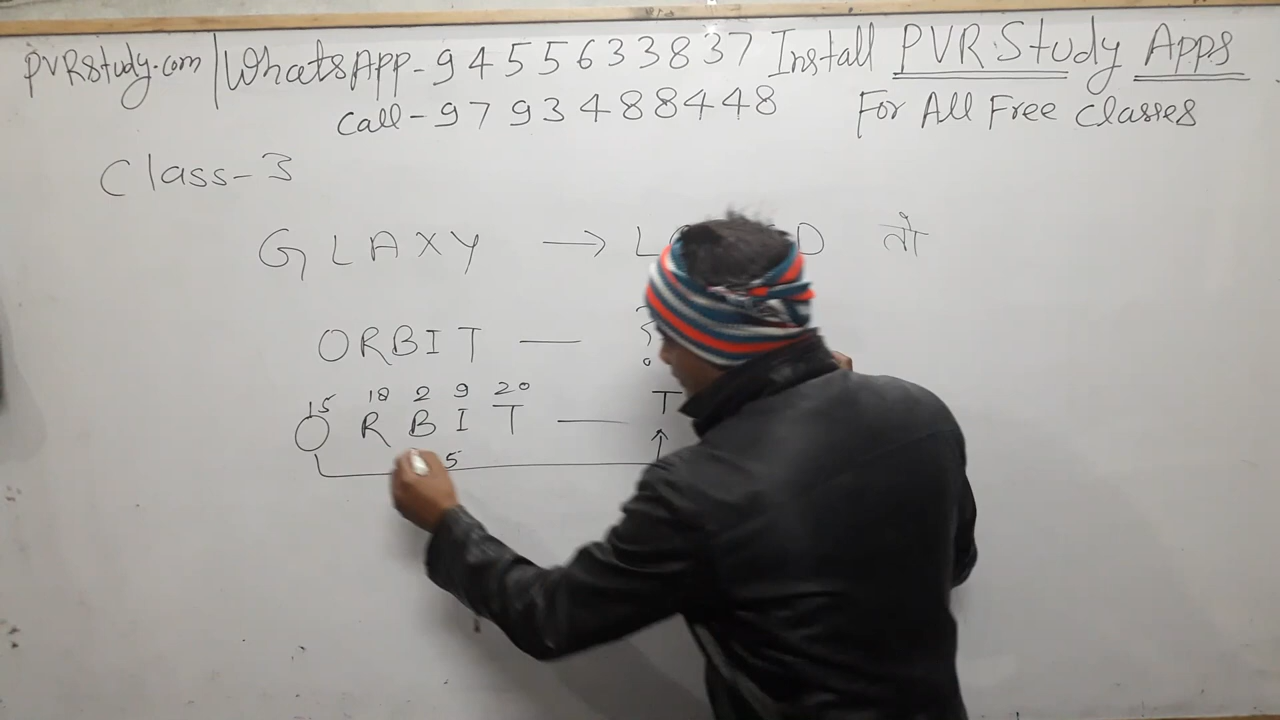 PVRstudy.com | WhatsApp-9455633837 Install PVR.Study Apps
Call-9793488448 For All Free Classes
Class-3
GLAXY → L D तो
ORBIT —
15 18 2 9 20
O R B I T — T
5